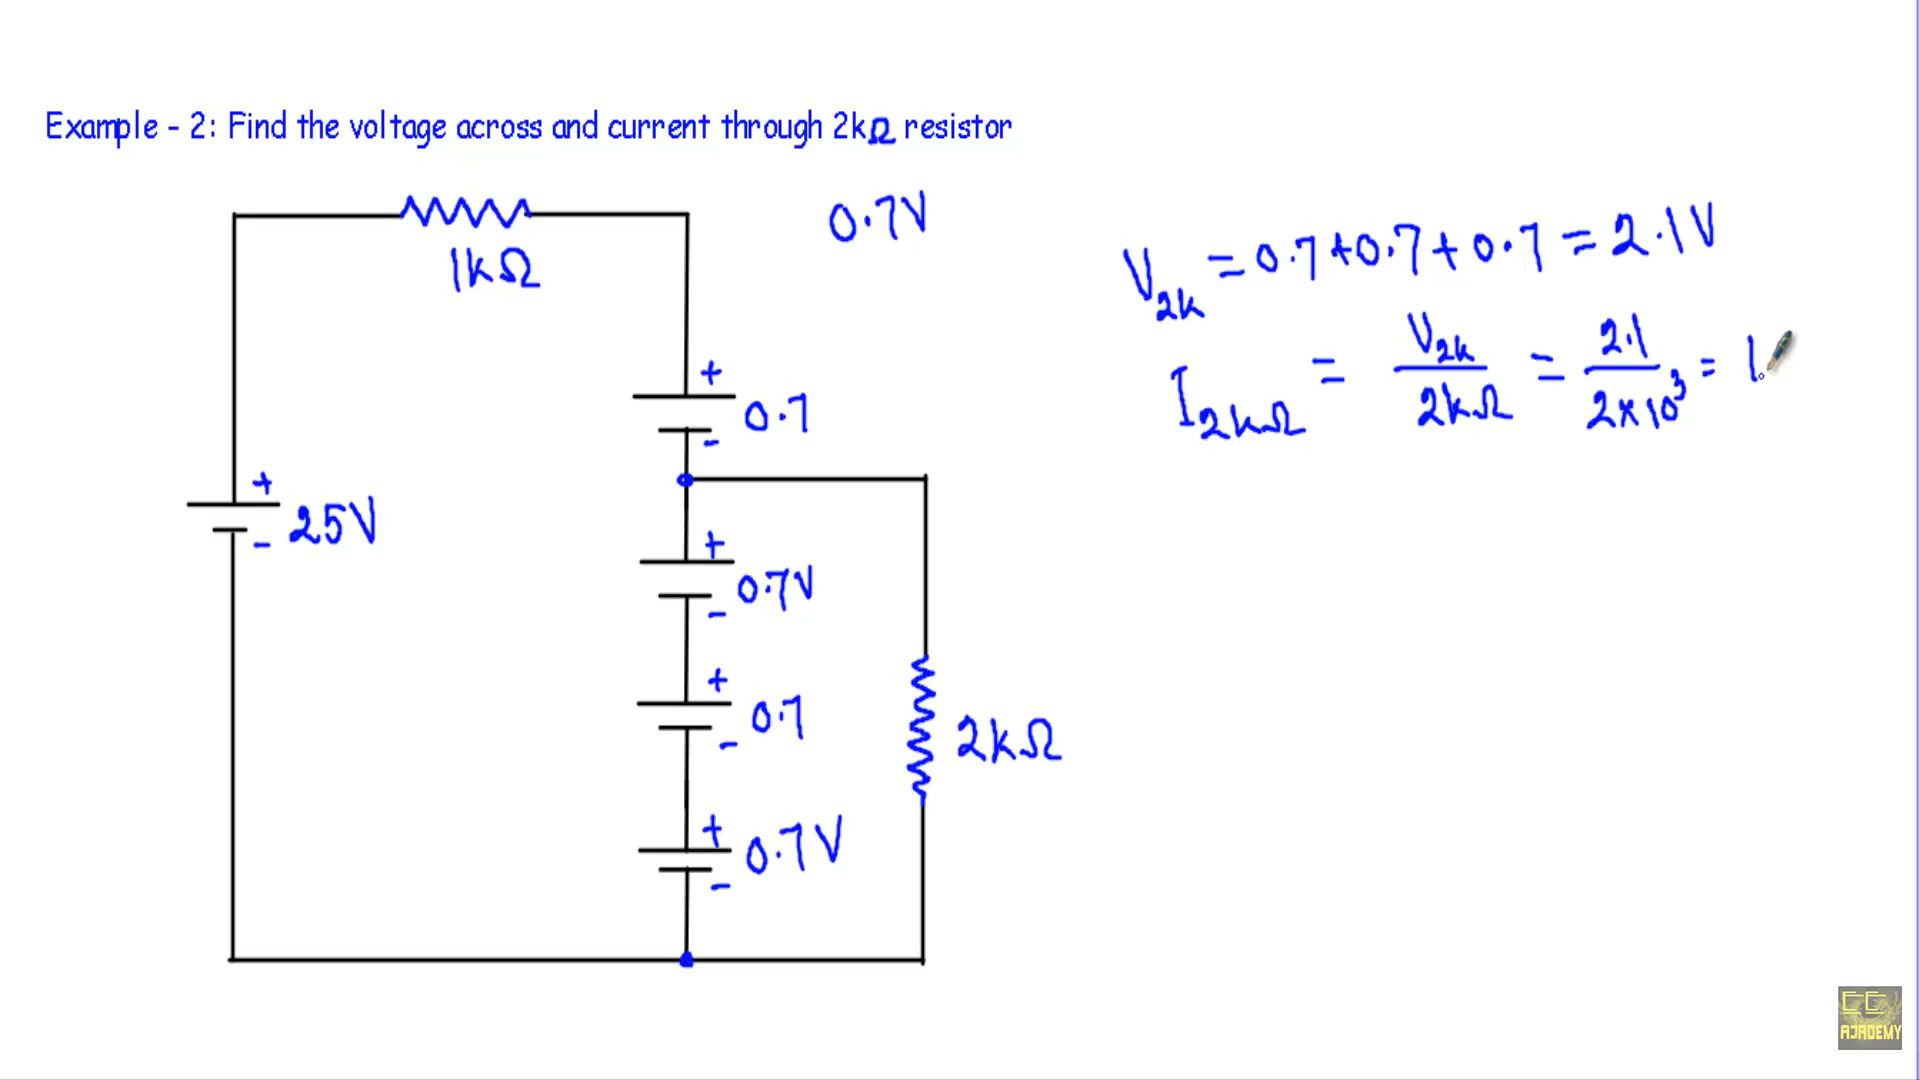 Example - 2: Find the voltage across and current through 2kΩ resistor
0.7V
1kΩ
V2k = 0.7+0.7+0.7 = 2.1V
I2kΩ = V2k / 2kΩ = 2.1 / 2×10³ = 1.
+
0.7
-
+
25V
-
+
0.7V
-
+
0.7
-
2kΩ
+
0.7V
-
EE
ACADEMY